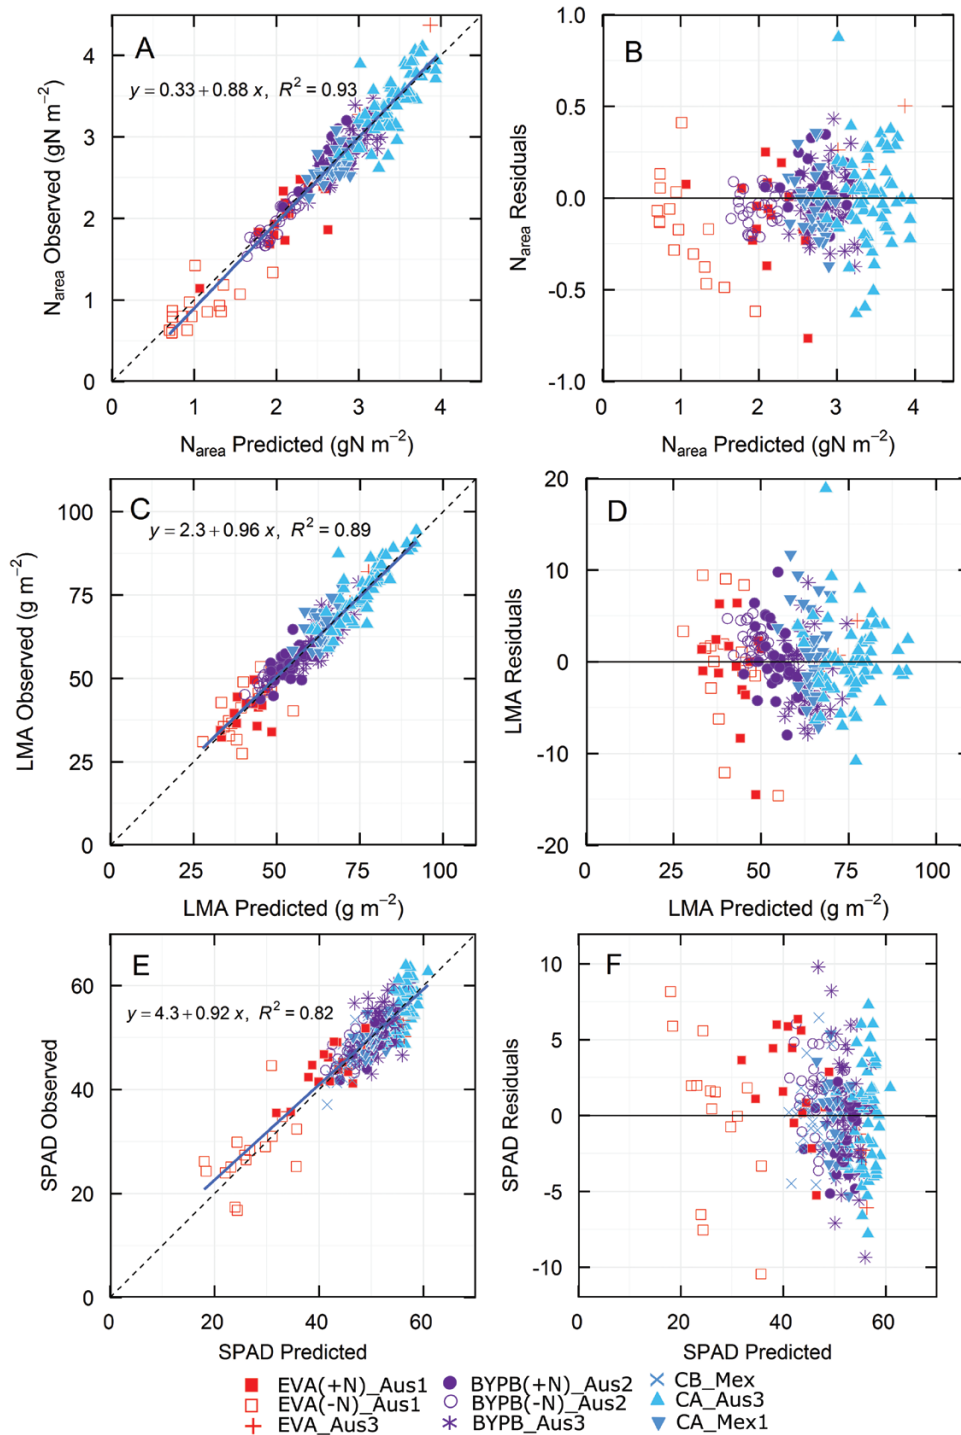 A
y = 0.33 + 0.88 x, R² = 0.93
N_area Observed (gN m⁻²)
4
3
2
1
0
0 1 2 3 4
N_area Predicted (gN m⁻²)
B
N_area Residuals
1.0
0.5
0.0
-0.5
-1.0
0 1 2 3 4
N_area Predicted (gN m⁻²)
C
y = 2.3 + 0.96 x, R² = 0.89
LMA Observed (g m⁻²)
100
75
50
25
0
0 25 50 75 100
LMA Predicted (g m⁻²)
D
LMA Residuals
20
10
0
-10
-20
0 25 50 75 100
LMA Predicted (g m⁻²)
E
y = 4.3 + 0.92 x, R² = 0.82
SPAD Observed
60
40
20
0
0 20 40 60
SPAD Predicted
F
SPAD Residuals
10
5
0
-5
-10
0 20 40 60
SPAD Predicted
EVA(+N)_Aus1
EVA(-N)_Aus1
EVA_Aus3
BYPB(+N)_Aus2
BYPB(-N)_Aus2
BYPB_Aus3
CB_Mex
CA_Aus3
CA_Mex1